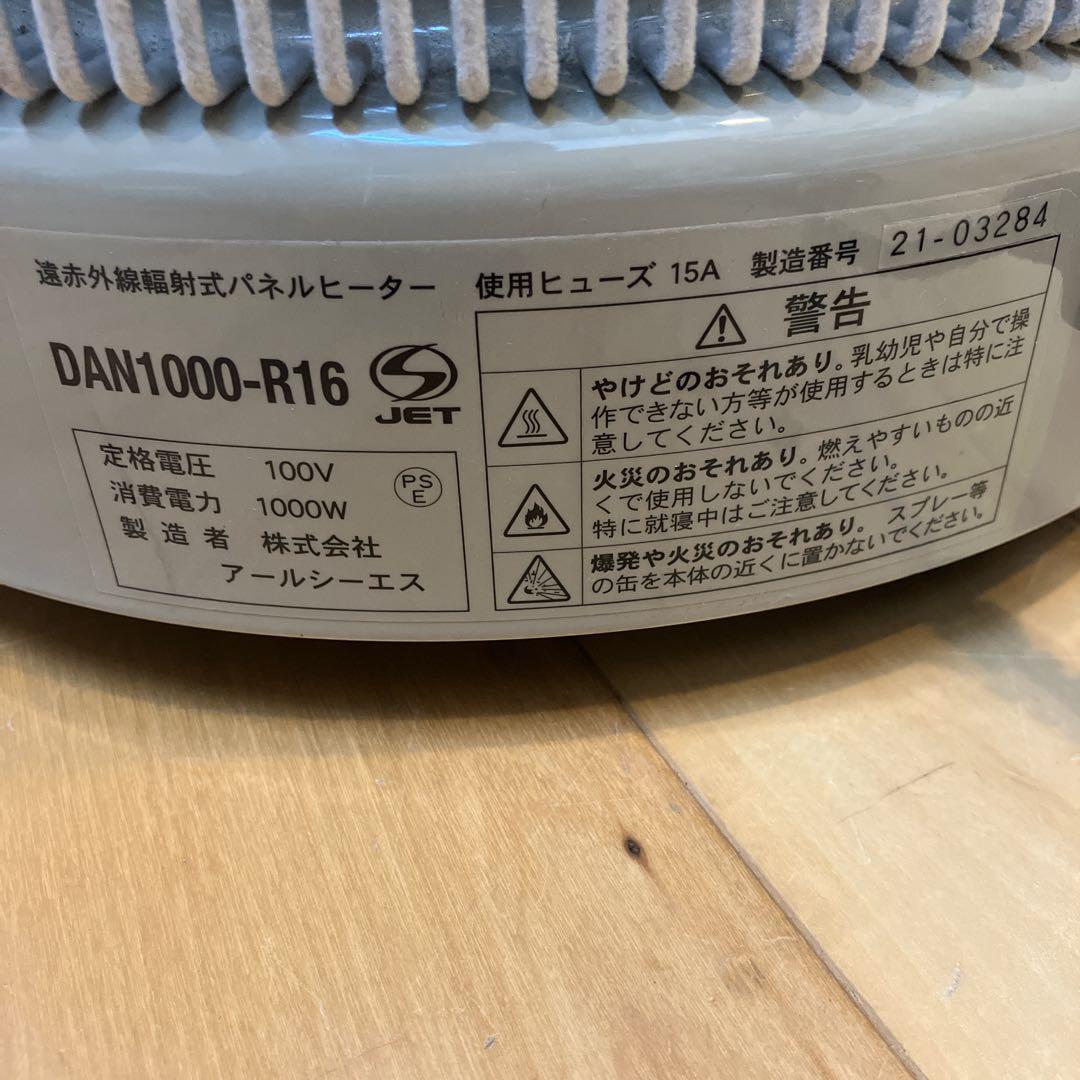 遠赤外線輻射式パネルヒーター
DAN1000-R16
JET
定格電圧 100V
消費電力 1000W
製造者 株式会社
アールシーエス
PS
E
使用ヒューズ 15A 製造番号 21-03284
警告
やけどのおそれあり。乳幼児や自分で操
作できない方等が使用するときは特に注
意してください。
火災のおそれあり。燃えやすいものの近
くで使用しないでください。
特に就寝中はご注意してください。
爆発や火災のおそれあり。 スプレー等
の缶を本体の近くに置かないでください。